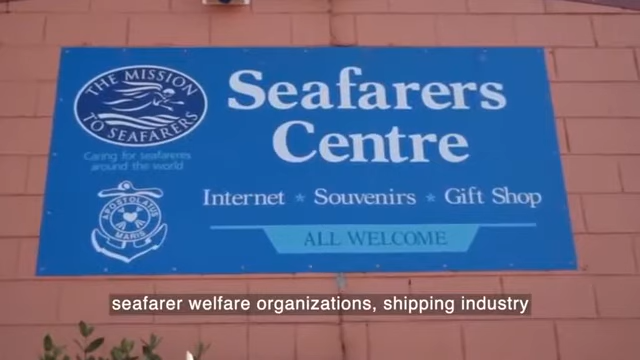 THE MISSION
TO SEAFARERS
Caring for seafarers
around the world
APOSTOLATUS
MARIS
Seafarers
Centre
Internet ★ Souvenirs ★ Gift Shop
ALL WELCOME
seafarer welfare organizations, shipping industry